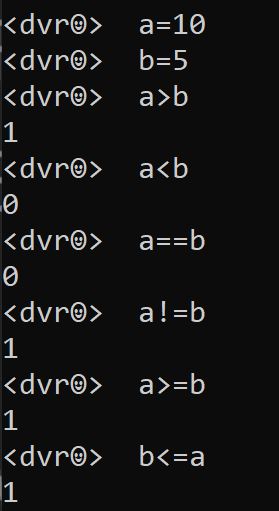 <dvr☺>  a=10
<dvr☺>  b=5
<dvr☺>  a>b
1
<dvr☺>  a<b
0
<dvr☺>  a==b
0
<dvr☺>  a!=b
1
<dvr☺>  a>=b
1
<dvr☺>  b<=a
1